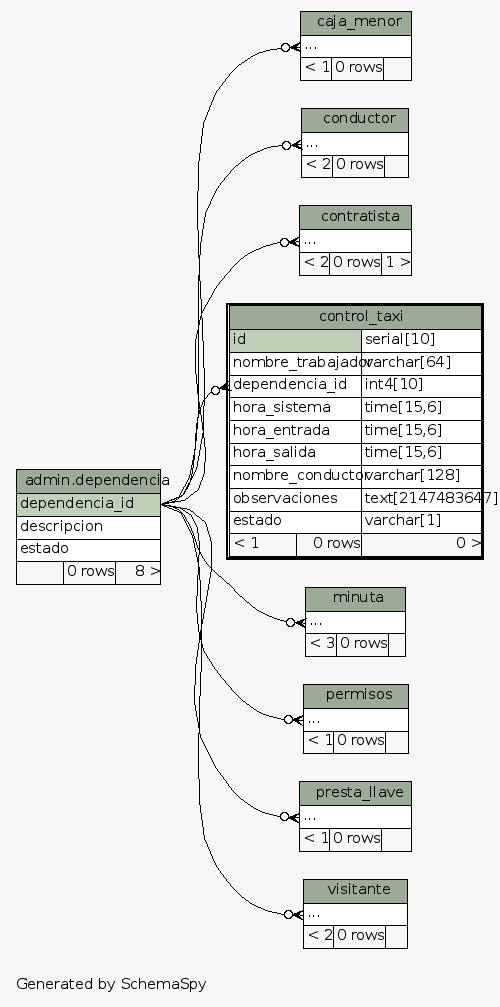 caja_menor
...
< 1 0 rows
conductor
...
< 2 0 rows
contratista
...
< 2 0 rows 1 >
control_taxi
id serial[10]
nombre_trabajador varchar[64]
dependencia_id int4[10]
hora_sistema time[15,6]
hora_entrada time[15,6]
hora_salida time[15,6]
nombre_conductor varchar[128]
observaciones text[2147483647]
estado varchar[1]
< 1 0 rows 0 >
admin.dependencia
dependencia_id
descripcion
estado
0 rows 8 >
minuta
...
< 3 0 rows
permisos
...
< 1 0 rows
presta_llave
...
< 1 0 rows
visitante
...
< 2 0 rows
Generated by SchemaSpy